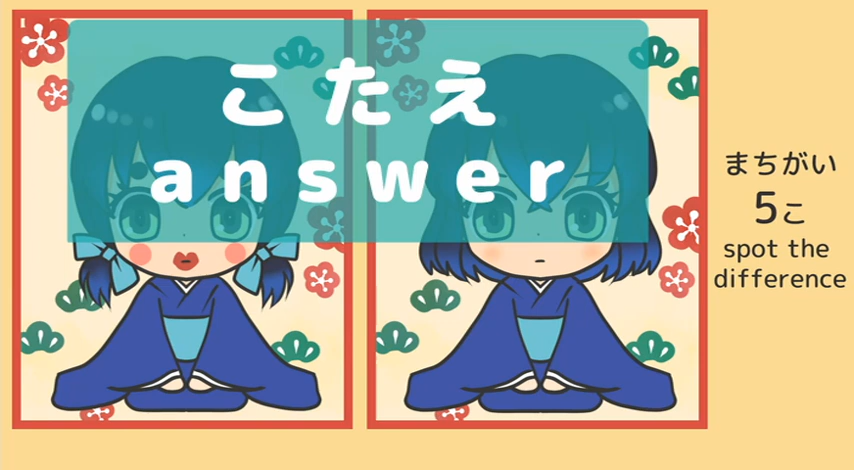 こたえ
answer
まちがい
5こ
spot the
difference